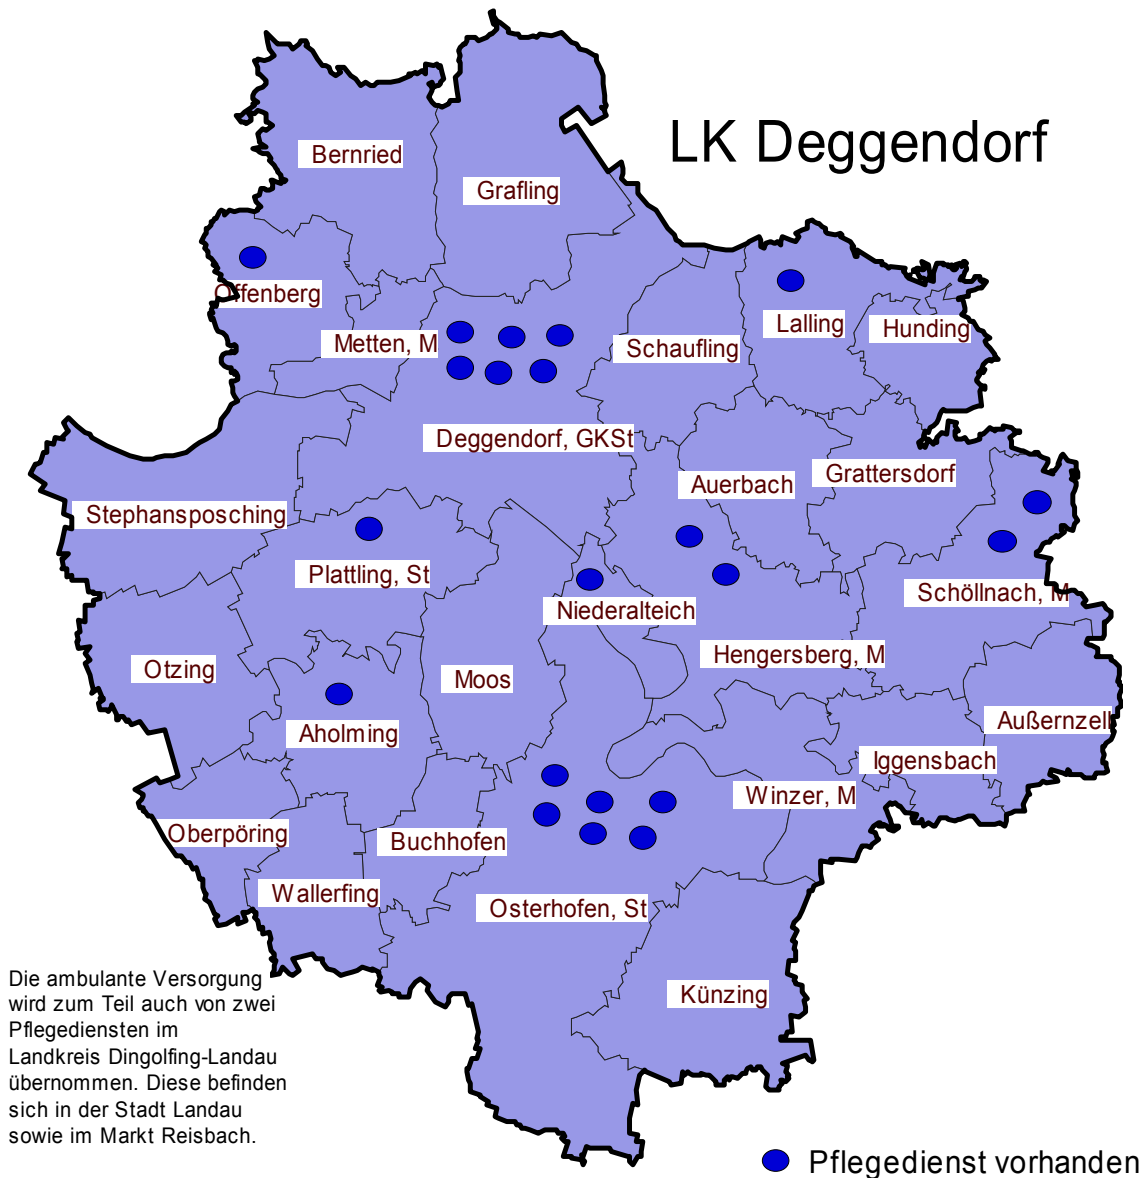 LK Deggendorf
Bernried
Grafling
Offenberg
Metten, M
Schaufling
Lalling
Hunding
Deggendorf, GKSt
Auerbach
Grattersdorf
Stephansposching
Plattling, St
Niederalteich
Schöllnach, M
Hengersberg, M
Otzing
Moos
Aholming
Außernzell
Iggensbach
Winzer, M
Oberpöring
Buchhofen
Wallerfing
Osterhofen, St
Künzing
Die ambulante Versorgung
wird zum Teil auch von zwei
Pflegediensten im
Landkreis Dingolfing-Landau
übernommen. Diese befinden
sich in der Stadt Landau
sowie im Markt Reisbach.
Pflegedienst vorhanden